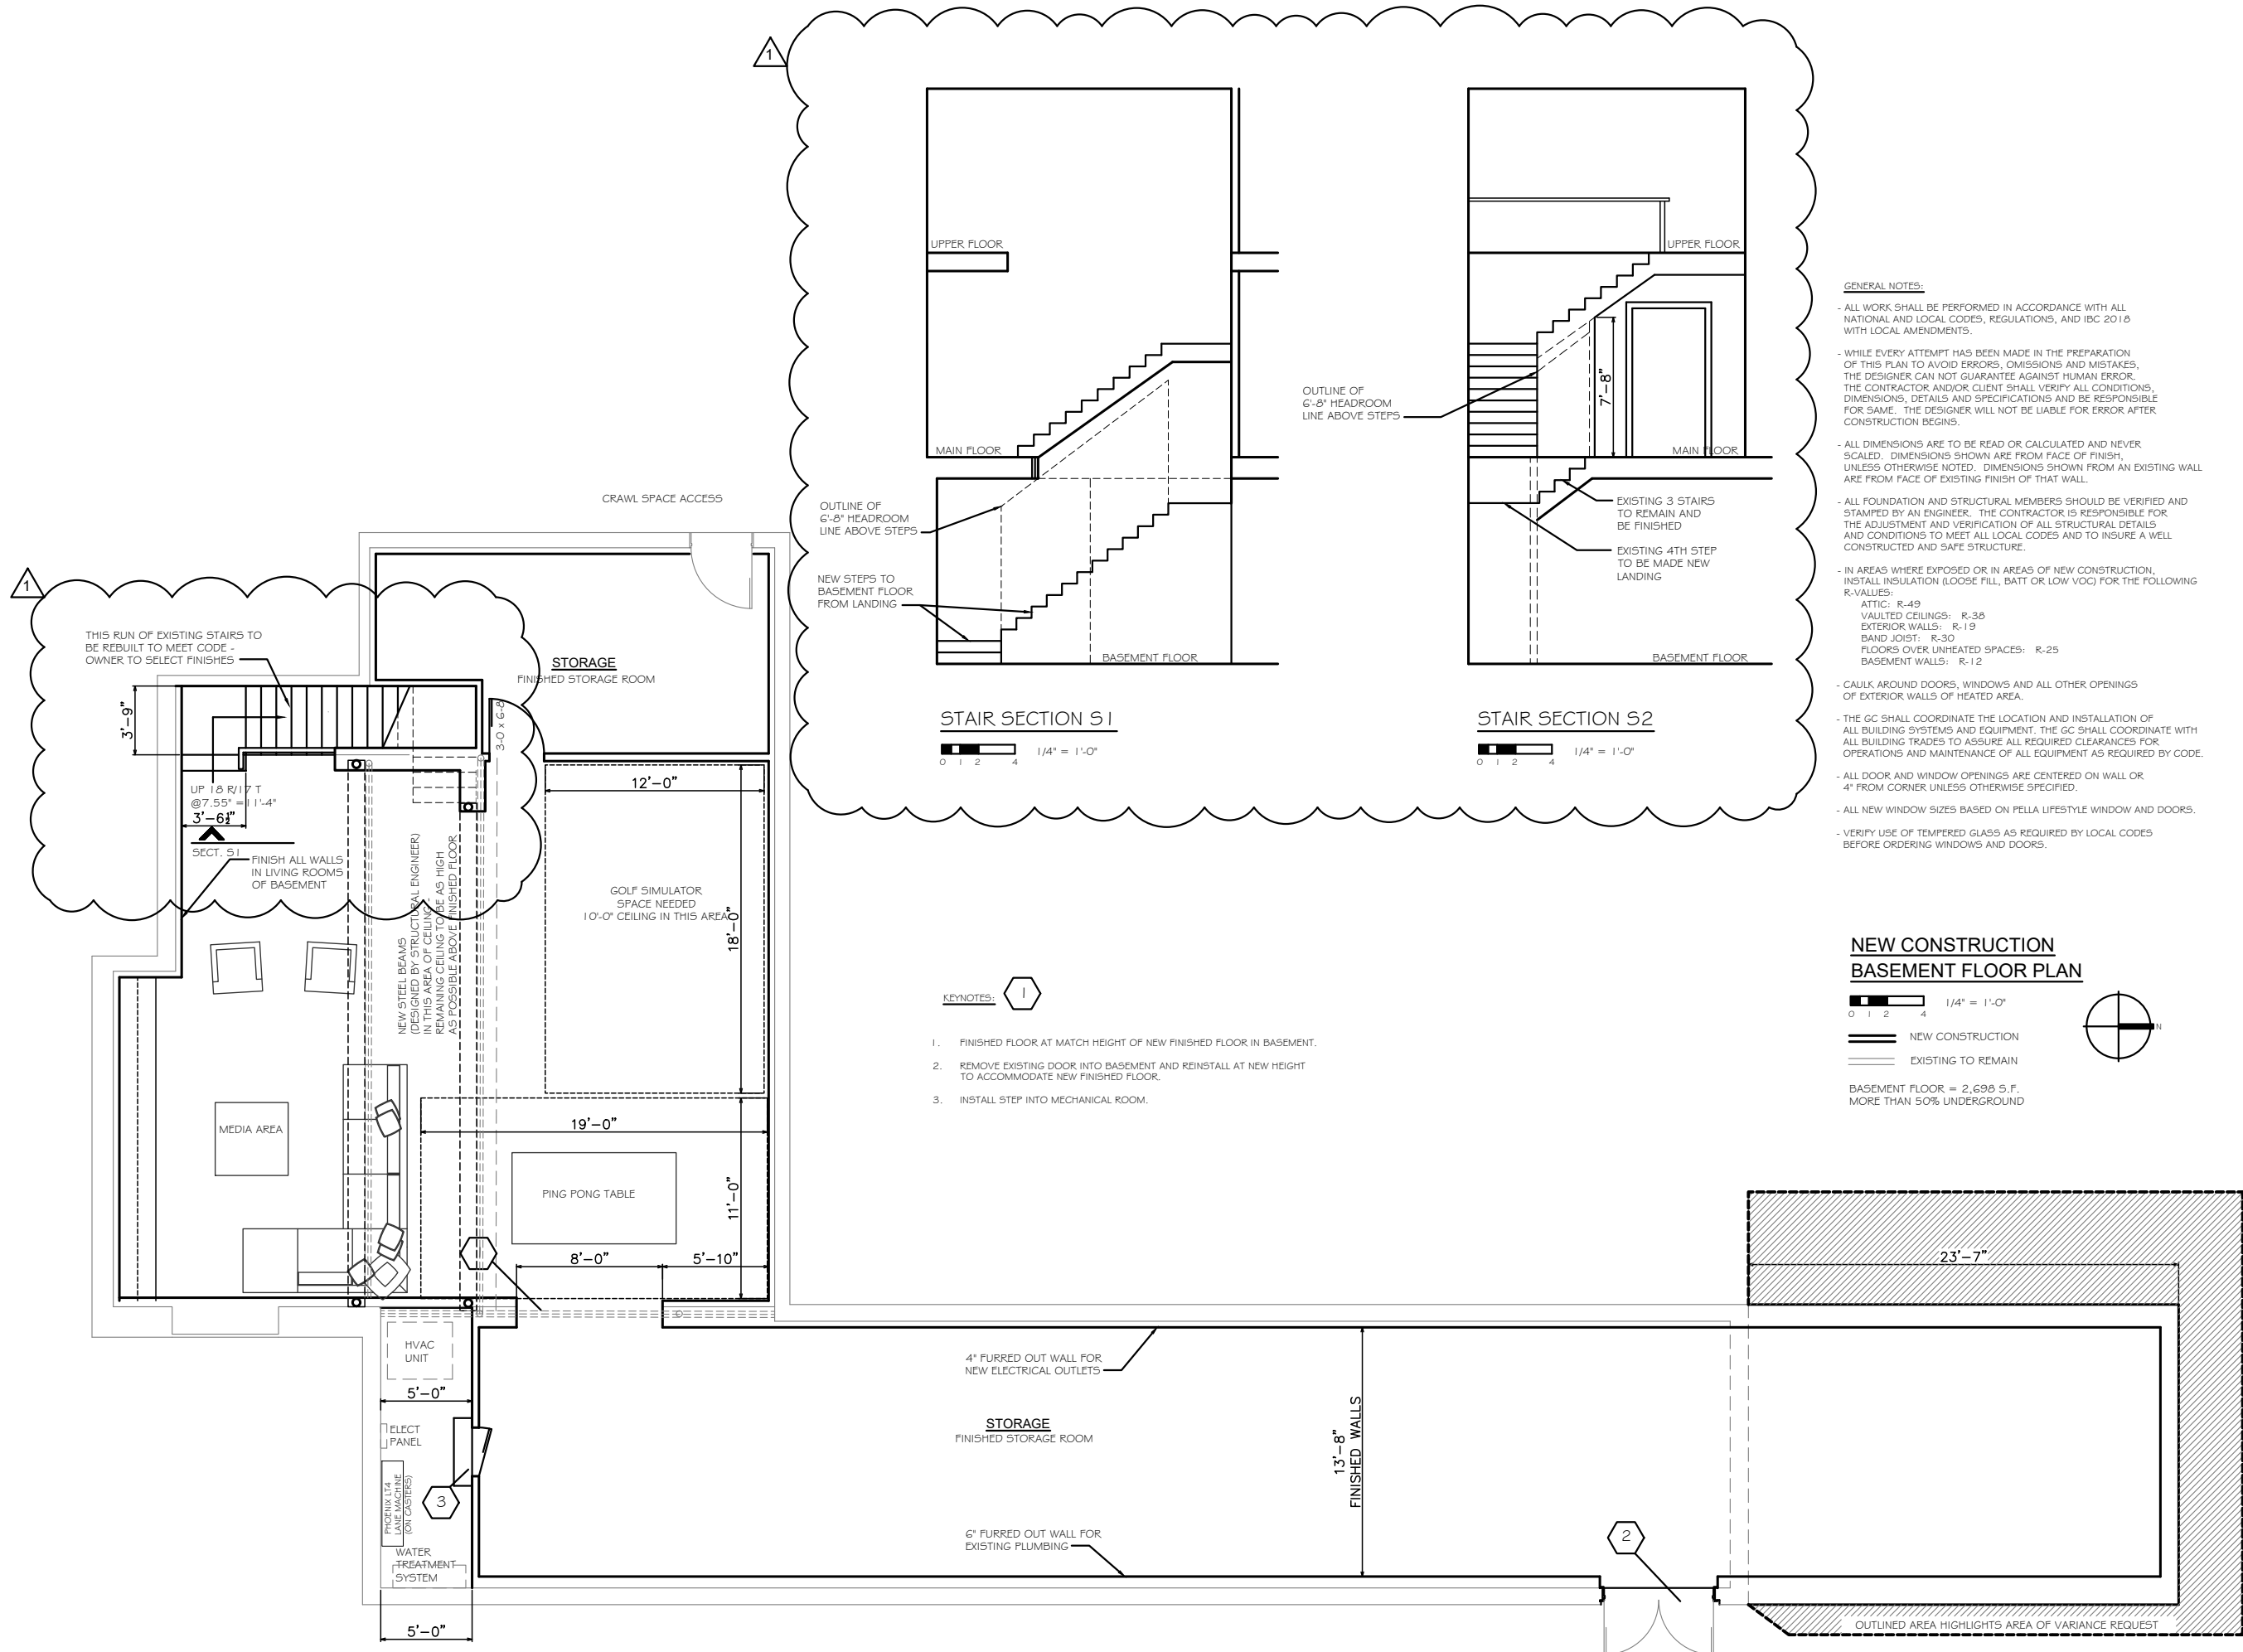 1
UPPER FLOOR
MAIN FLOOR
OUTLINE OF
6'-8" HEADROOM
LINE ABOVE STEPS
NEW STEPS TO
BASEMENT FLOOR
FROM LANDING
BASEMENT FLOOR
STAIR SECTION S1
0 1 2 4
1/4" = 1'-0"
UPPER FLOOR
OUTLINE OF
6'-8" HEADROOM
LINE ABOVE STEPS
7'-8"
MAIN FLOOR
EXISTING 3 STAIRS
TO REMAIN AND
BE FINISHED
EXISTING 4TH STEP
TO BE MADE NEW
LANDING
BASEMENT FLOOR
STAIR SECTION S2
0 1 2 4
1/4" = 1'-0"
GENERAL NOTES:
- ALL WORK SHALL BE PERFORMED IN ACCORDANCE WITH ALL
NATIONAL AND LOCAL CODES, REGULATIONS, AND IBC 2018
WITH LOCAL AMENDMENTS.
- WHILE EVERY ATTEMPT HAS BEEN MADE IN THE PREPARATION
OF THIS PLAN TO AVOID ERRORS, OMISSIONS AND MISTAKES,
THE DESIGNER CAN NOT GUARANTEE AGAINST HUMAN ERROR.
THE CONTRACTOR AND/OR CLIENT SHALL VERIFY ALL CONDITIONS,
DIMENSIONS, DETAILS AND SPECIFICATIONS AND BE RESPONSIBLE
FOR SAME. THE DESIGNER WILL NOT BE LIABLE FOR ERROR AFTER
CONSTRUCTION BEGINS.
- ALL DIMENSIONS ARE TO BE READ OR CALCULATED AND NEVER
SCALED. DIMENSIONS SHOWN ARE FROM FACE OF FINISH,
UNLESS OTHERWISE NOTED. DIMENSIONS SHOWN FROM AN EXISTING WALL
ARE FROM FACE OF EXISTING FINISH OF THAT WALL.
- ALL FOUNDATION AND STRUCTURAL MEMBERS SHOULD BE VERIFIED AND
STAMPED BY AN ENGINEER. THE CONTRACTOR IS RESPONSIBLE FOR
THE ADJUSTMENT AND VERIFICATION OF ALL STRUCTURAL DETAILS
AND CONDITIONS TO MEET ALL LOCAL CODES AND TO INSURE A WELL
CONSTRUCTED AND SAFE STRUCTURE.
- IN AREAS WHERE EXPOSED OR IN AREAS OF NEW CONSTRUCTION,
INSTALL INSULATION (LOOSE FILL, BATT OR LOW VOC) FOR THE FOLLOWING
R-VALUES:
ATTIC: R-49
VAULTED CEILINGS: R-38
EXTERIOR WALLS: R-19
BAND JOIST: R-30
FLOORS OVER UNHEATED SPACES: R-25
BASEMENT WALLS: R-12
- CAULK AROUND DOORS, WINDOWS AND ALL OTHER OPENINGS
OF EXTERIOR WALLS OF HEATED AREA.
- THE GC SHALL COORDINATE THE LOCATION AND INSTALLATION OF
ALL BUILDING SYSTEMS AND EQUIPMENT. THE GC SHALL COORDINATE WITH
ALL BUILDING TRADES TO ASSURE ALL REQUIRED CLEARANCES FOR
OPERATIONS AND MAINTENANCE OF ALL EQUIPMENT AS REQUIRED BY CODE.
- ALL DOOR AND WINDOW OPENINGS ARE CENTERED ON WALL OR
4" FROM CORNER UNLESS OTHERWISE SPECIFIED.
- ALL NEW WINDOW SIZES BASED ON PELLA LIFESTYLE WINDOW AND DOORS.
- VERIFY USE OF TEMPERED GLASS AS REQUIRED BY LOCAL CODES
BEFORE ORDERING WINDOWS AND DOORS.
NEW CONSTRUCTION
BASEMENT FLOOR PLAN
0 1 2 4
1/4" = 1'-0"
N
NEW CONSTRUCTION
EXISTING TO REMAIN
BASEMENT FLOOR = 2,698 S.F.
MORE THAN 50% UNDERGROUND
KEYNOTES:
1
1. FINISHED FLOOR AT MATCH HEIGHT OF NEW FINISHED FLOOR IN BASEMENT.
2. REMOVE EXISTING DOOR INTO BASEMENT AND REINSTALL AT NEW HEIGHT
TO ACCOMMODATE NEW FINISHED FLOOR.
3. INSTALL STEP INTO MECHANICAL ROOM.
CRAWL SPACE ACCESS
1
THIS RUN OF EXISTING STAIRS TO
BE REBUILT TO MEET CODE -
OWNER TO SELECT FINISHES
STORAGE
FINISHED STORAGE ROOM
3'-9"
3-0 x 6-8
UP 18 R/17 T
@7.55" = 11'-4"
3'-6½"
SECT. S1
FINISH ALL WALLS
IN LIVING ROOMS
OF BASEMENT
NEW STEEL BEAMS
(DESIGNED BY STRUCTURAL ENGINEER)
IN THIS AREA OF CEILING -
REMAINING CEILING TO BE AS HIGH
AS POSSIBLE ABOVE FINISHED FLOOR
12'-0"
GOLF SIMULATOR
SPACE NEEDED
10'-0" CEILING IN THIS AREA
18'-0"
19'-0"
MEDIA AREA
PING PONG TABLE
11'-0"
8'-0"
5'-10"
HVAC
UNIT
5'-0"
ELECT
PANEL
PHOENIX LT4
LANE MACHINE
(ON CASTERS)
3
WATER
TREATMENT
SYSTEM
5'-0"
4" FURRED OUT WALL FOR
NEW ELECTRICAL OUTLETS
STORAGE
FINISHED STORAGE ROOM
6" FURRED OUT WALL FOR
EXISTING PLUMBING
13'-8"
FINISHED WALLS
2
23'-7"
OUTLINED AREA HIGHLIGHTS AREA OF VARIANCE REQUEST